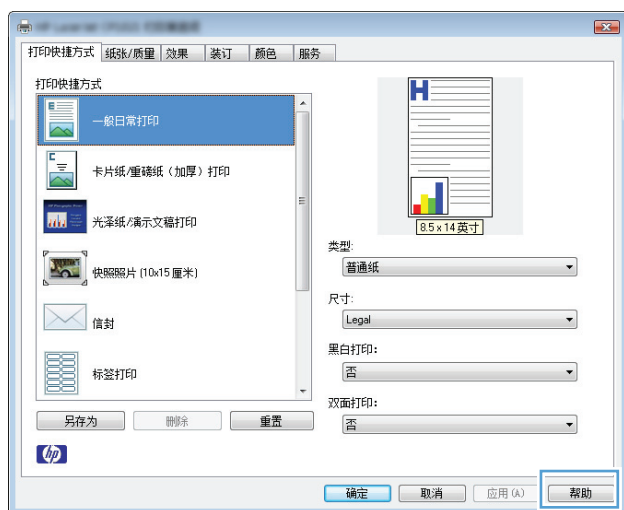 打印快捷方式 纸张/质量 效果 装订 颜色 服务
打印快捷方式
一般日常打印
卡片纸/重磅纸（加厚）打印
光泽纸/演示文稿打印
快照照片 (10x15 厘米)
信封
标签打印
另存为 删除 重置
8.5 x 14 英寸
类型:
普通纸
尺寸:
Legal
黑白打印:
否
双面打印:
否
hp
确定 取消 应用 (A) 帮助